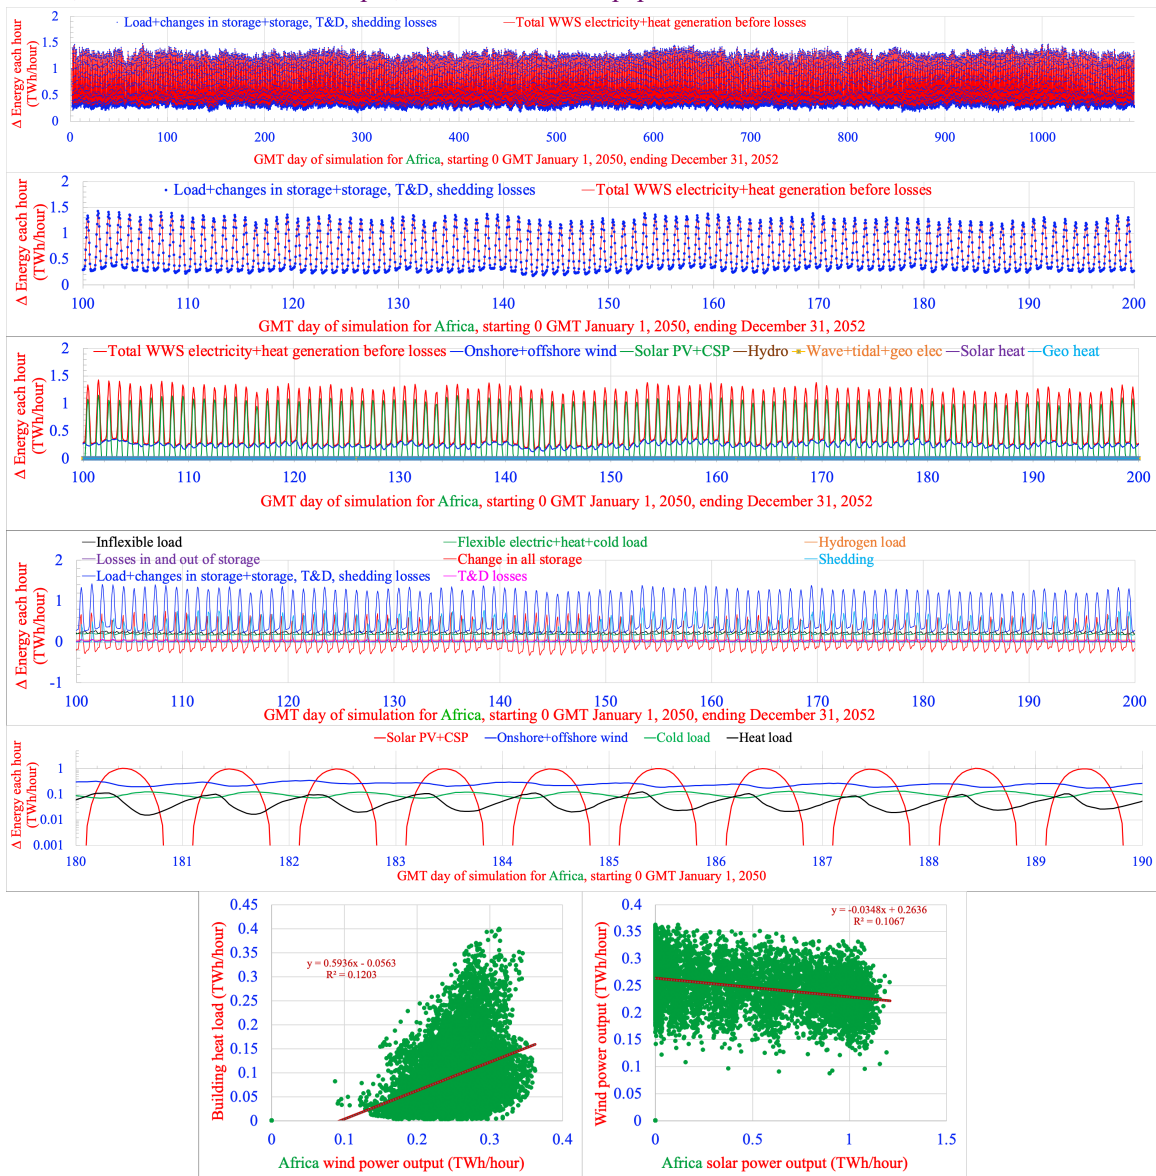 Load+changes in storage+storage, T&D, shedding losses Total WWS electricity+heat generation before losses
Δ Energy each hour
(TWh/hour)
2
1.5
1
0.5
0
0 100 200 300 400 500 600 700 800 900 1000
GMT day of simulation for Africa, starting 0 GMT January 1, 2050, ending December 31, 2052
Load+changes in storage+storage, T&D, shedding losses Total WWS electricity+heat generation before losses
Δ Energy each hour
(TWh/hour)
2
1.5
1
0.5
0
100 110 120 130 140 150 160 170 180 190 200
GMT day of simulation for Africa, starting 0 GMT January 1, 2050, ending December 31, 2052
Total WWS electricity+heat generation before losses Onshore+offshore wind Solar PV+CSP Hydro Wave+tidal+geo elec Solar heat Geo heat
Δ Energy each hour
(TWh/hour)
2
1.5
1
0.5
0
100 110 120 130 140 150 160 170 180 190 200
GMT day of simulation for Africa, starting 0 GMT January 1, 2050, ending December 31, 2052
Inflexible load Flexible electric+heat+cold load Hydrogen load
Losses in and out of storage Change in all storage Shedding
Load+changes in storage+storage, T&D, shedding losses T&D losses
Δ Energy each hour
(TWh/hour)
2
1
0
-1
100 110 120 130 140 150 160 170 180 190 200
GMT day of simulation for Africa, starting 0 GMT January 1, 2050, ending December 31, 2052
Solar PV+CSP Onshore+offshore wind Cold load Heat load
Δ Energy each hour
(TWh/hour)
1
0.1
0.01
0.001
180 181 182 183 184 185 186 187 188 189 190
GMT day of simulation for Africa, starting 0 GMT January 1, 2050
Building heat load (TWh/hour)
0.45
0.4
0.35
0.3
0.25
0.2
0.15
0.1
0.05
0
y = 0.5936x - 0.0563
R² = 0.1203
0 0.1 0.2 0.3 0.4
Africa wind power output (TWh/hour)
Wind power output (TWh/hour)
0.4
0.35
0.3
0.25
0.2
0.15
0.1
0.05
0
y = -0.0348x + 0.2636
R² = 0.1067
0 0.5 1 1.5
Africa solar power output (TWh/hour)